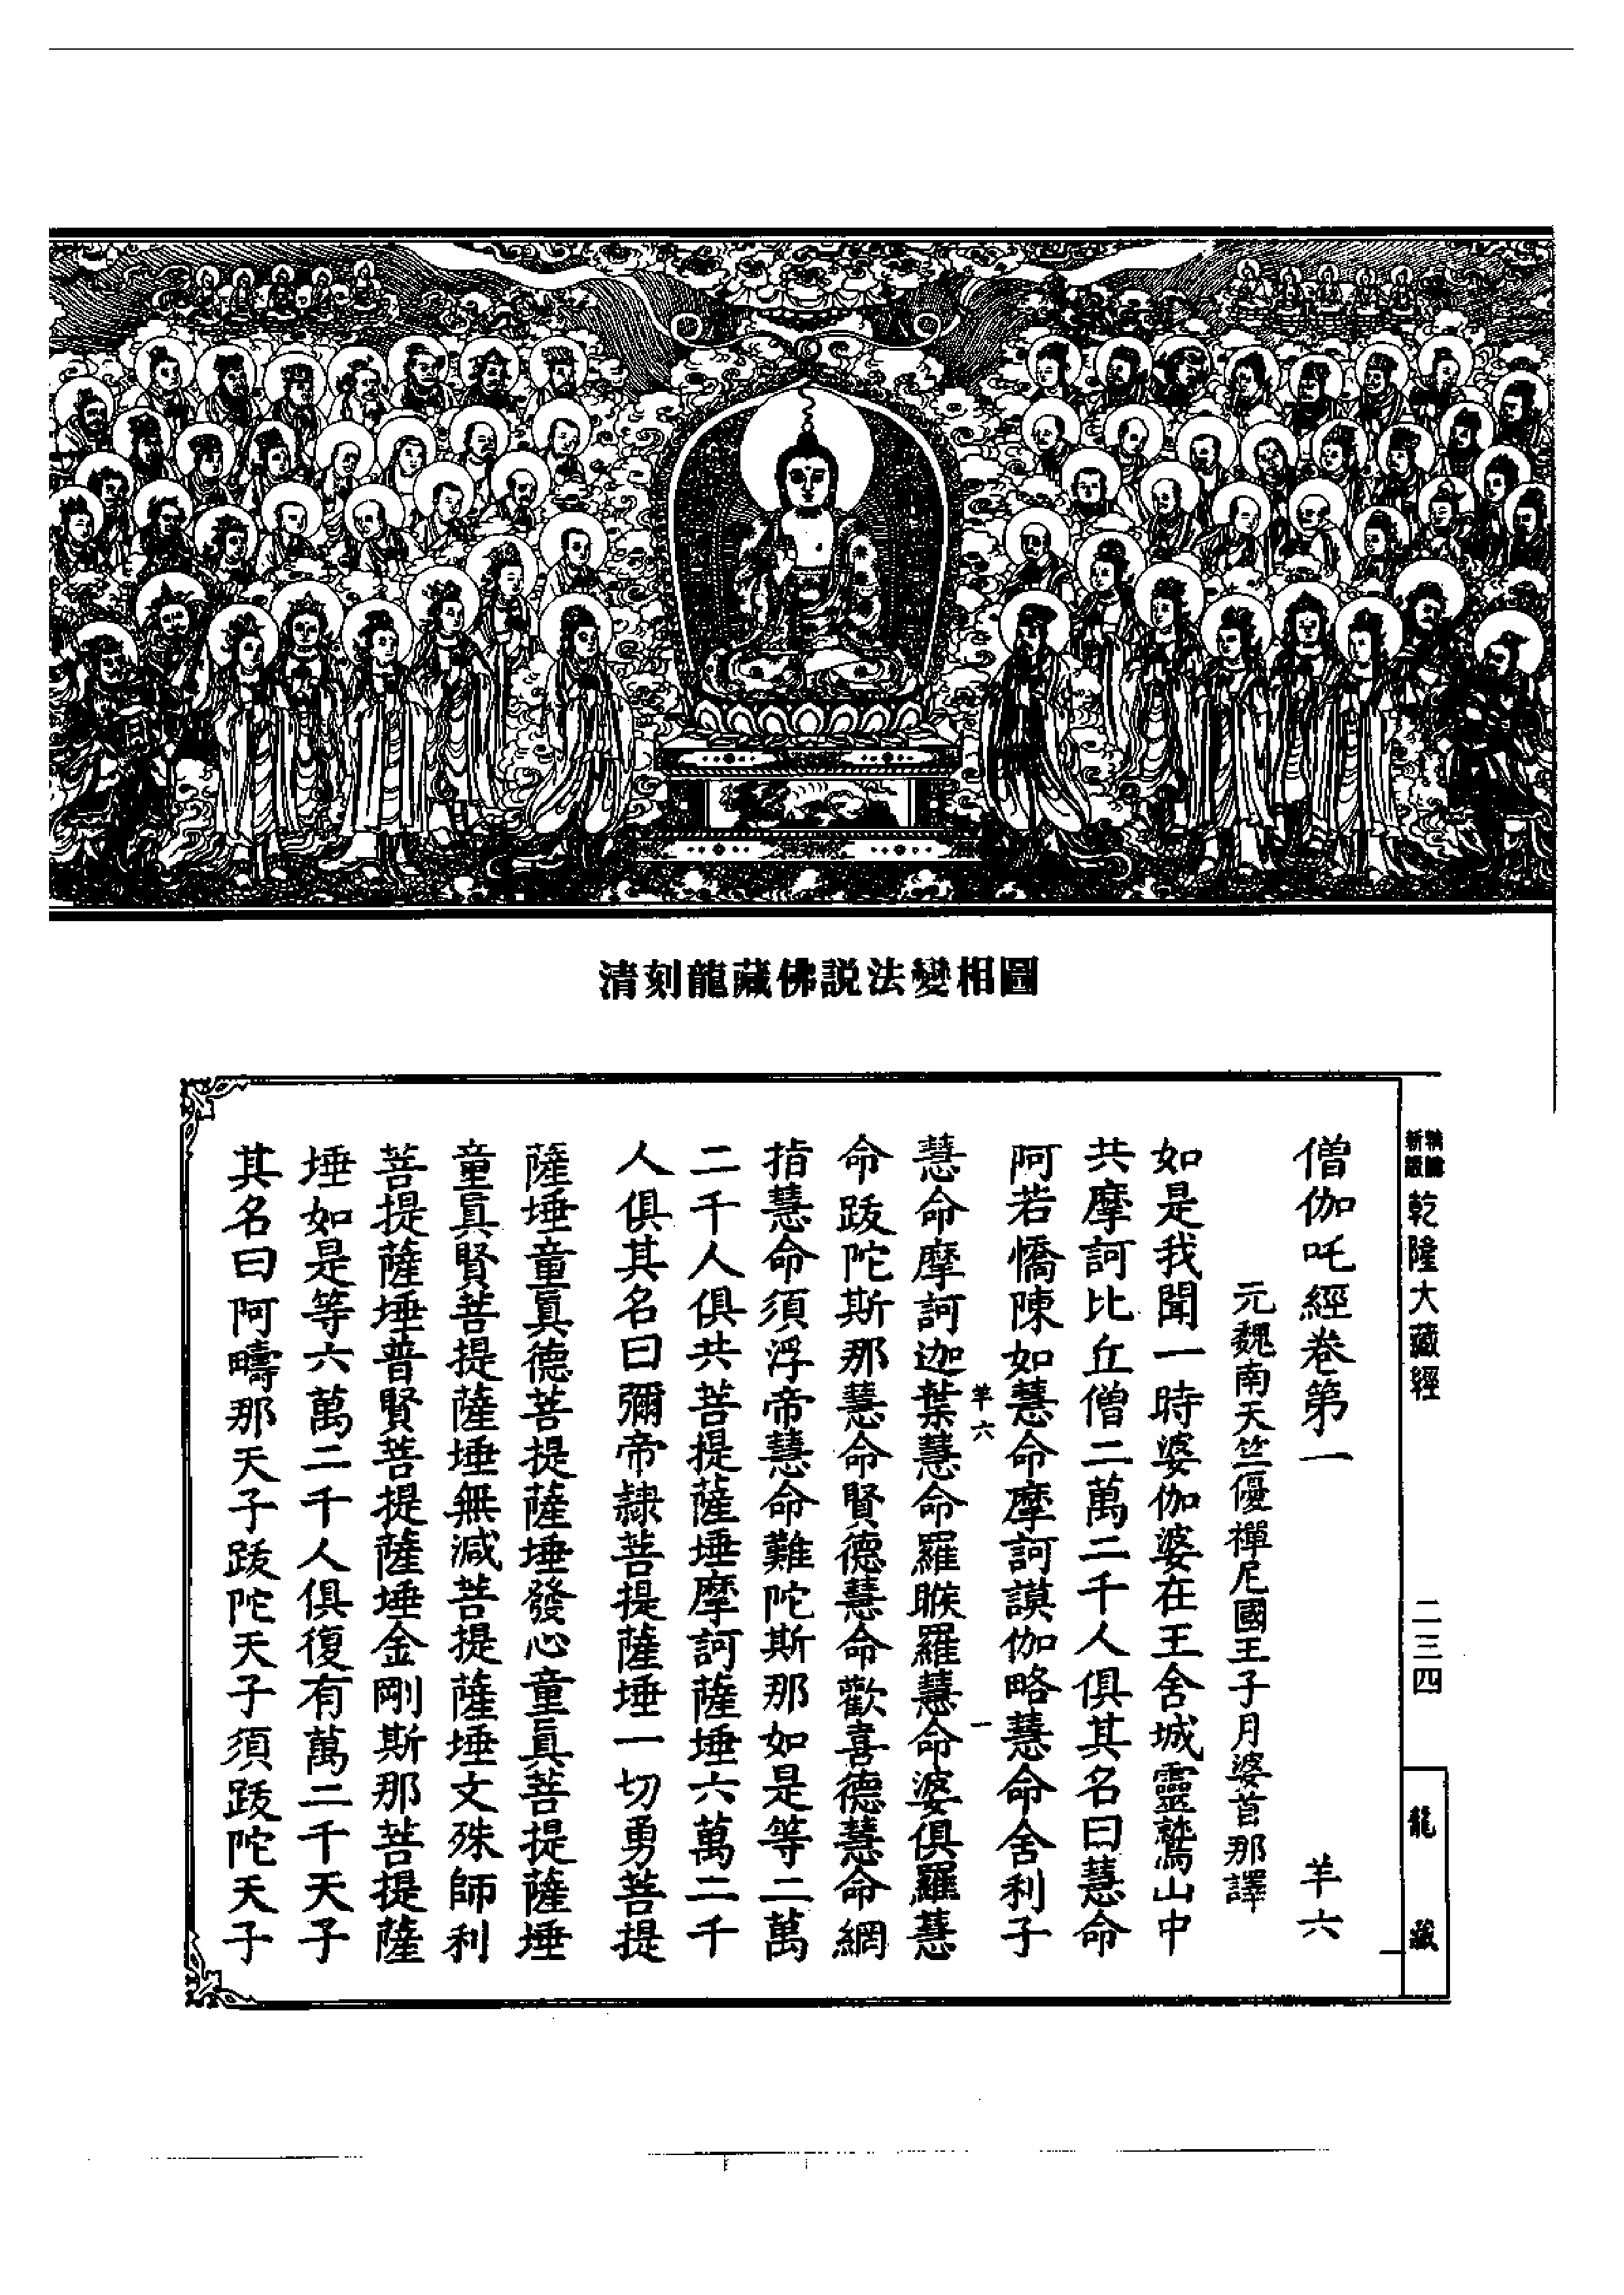 清刻龍藏佛説法變相圖
乾隆大藏經
二三四
龍藏
僧伽吒經卷第一 羊六
元魏南天竺優禪尼國王子月婆首那譯
如是我聞一時婆伽婆在王舍城靈鷲山中
共摩訶比丘僧二萬二千人俱其名曰慧命
阿若憍陳如慧命摩訶謨伽略慧命舍利子
羊六 一
慧命摩訶迦葉慧命羅睺羅慧命婆俱羅慧
命跋陀斯那慧命賢德慧命歡喜德慧命網
指慧命須浮帝慧命難陀斯那如是等二萬
二千人俱共菩提薩埵摩訶薩埵六萬二千
人俱其名曰彌帝隸菩提薩埵一切勇菩提
薩埵童真德菩提薩埵發心童真菩提薩埵
童真賢菩提薩埵無減菩提薩埵文殊師利
菩提薩埵普賢菩提薩埵金剛斯那菩提薩
埵如是等六萬二千人俱復有萬二千天子
其名曰阿疇那天子跋陀天子須跋陀天子